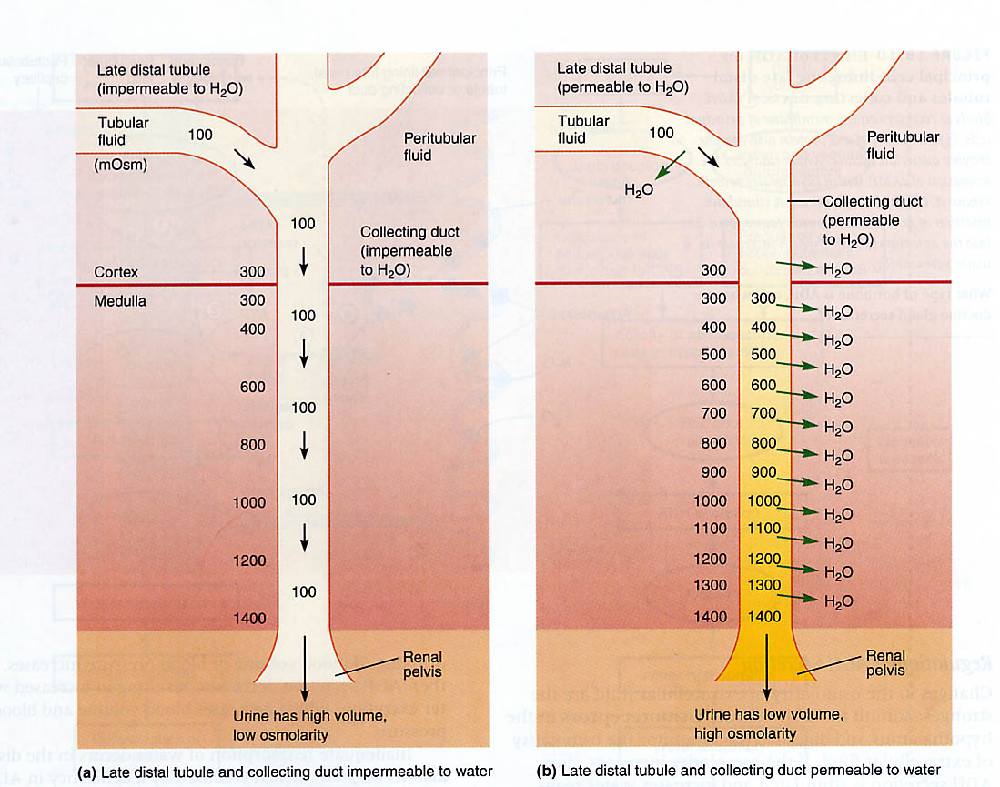 Late distal tubule
(impermeable to H₂O)
Tubular
fluid
100
(mOsm)
Peritubular
fluid
100
Collecting duct
(impermeable
to H₂O)
Cortex
300
Medulla
300
100
400
600
100
800
1000
100
1200
100
1400
Renal
pelvis
Urine has high volume,
low osmolarity
(a) Late distal tubule and collecting duct impermeable to water
Late distal tubule
(permeable to H₂O)
Tubular
fluid
100
Peritubular
fluid
H₂O
Collecting duct
(permeable
to H₂O)
300
H₂O
300 300
H₂O
400 400
H₂O
500 500
H₂O
600 600
H₂O
700 700
H₂O
800 800
H₂O
900 900
H₂O
1000 1000
H₂O
1100 1100
H₂O
1200 1200
H₂O
1300 1300
H₂O
1400 1400
Renal
pelvis
Urine has low volume,
high osmolarity
(b) Late distal tubule and collecting duct permeable to water